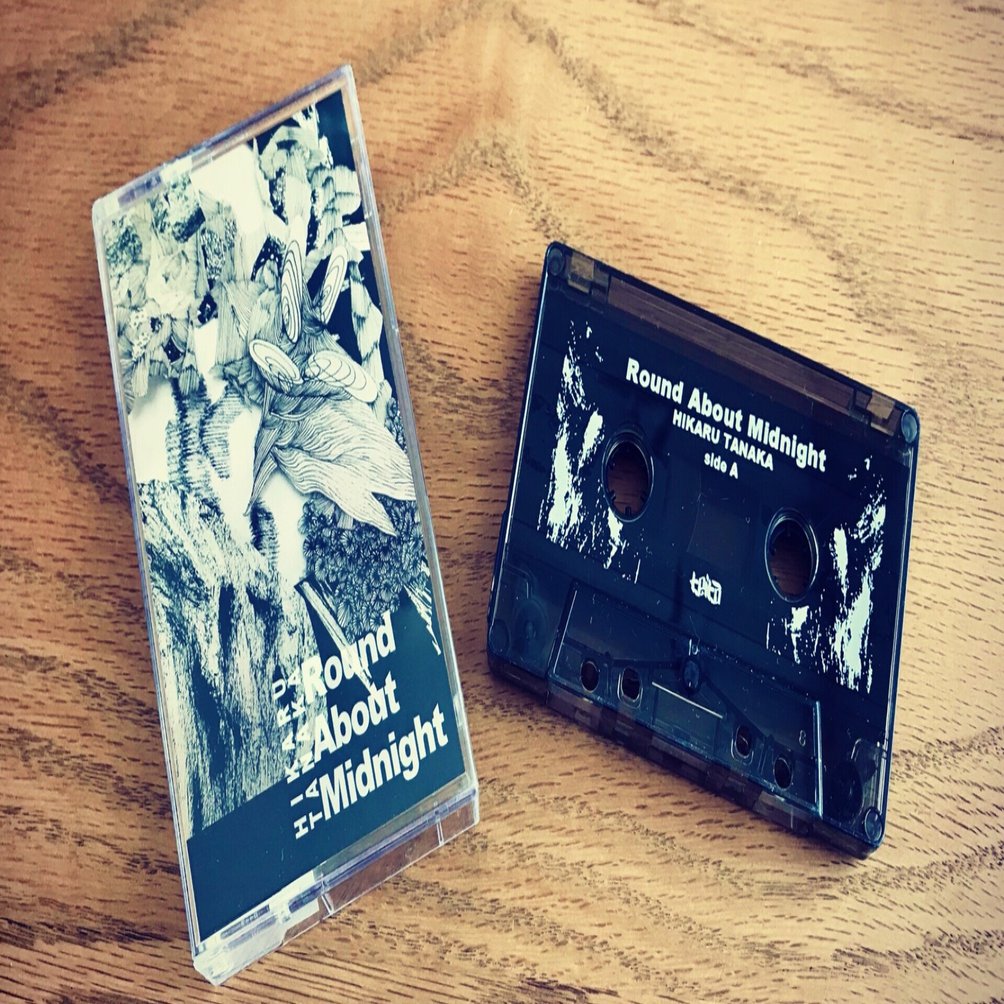 Round
About
Midnight
HIKARU
TANAKA
Round About Midnight
HIKARU TANAKA
side A